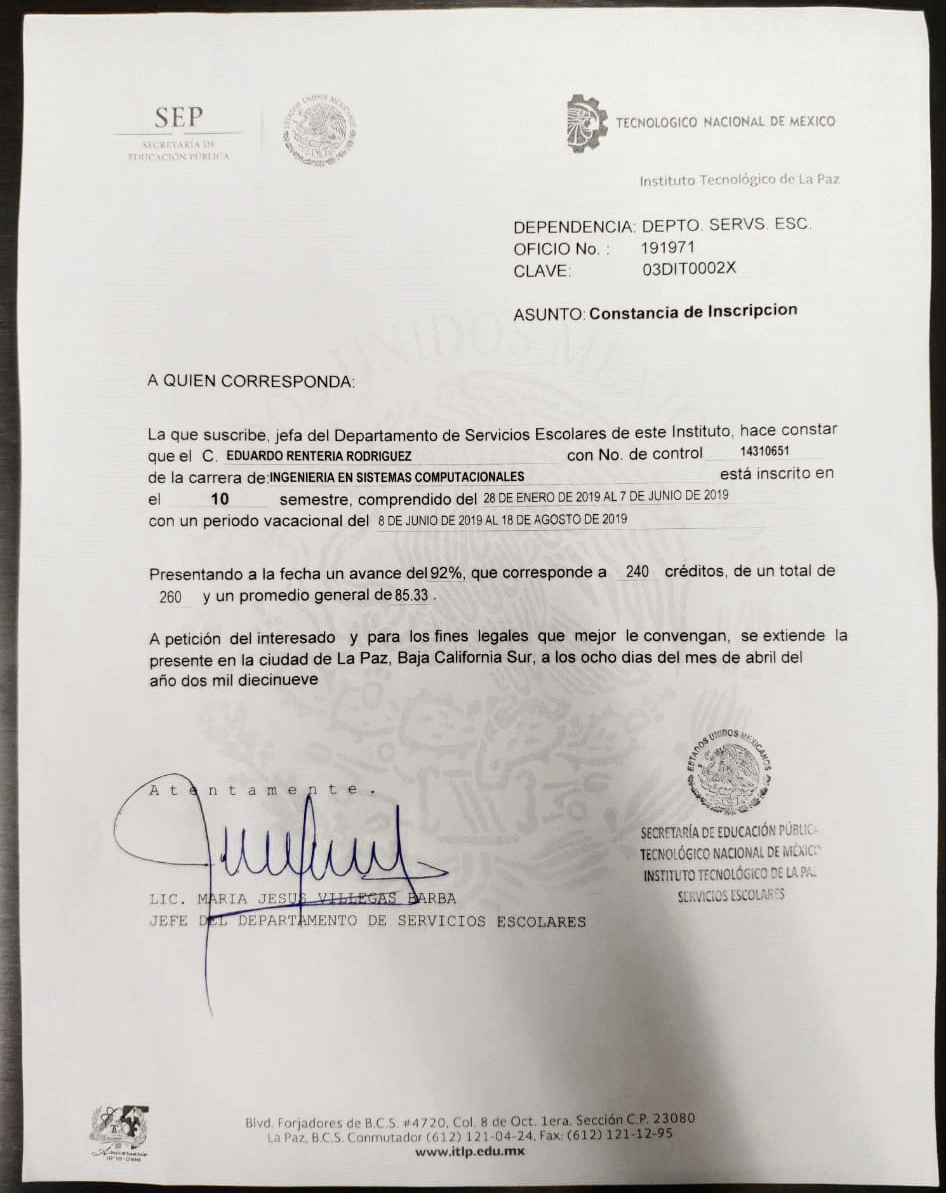 SEP
SECRETARÍA DE
EDUCACIÓN PÚBLICA
ESTADOS UNIDOS MEXICANOS
TECNOLOGICO NACIONAL DE MEXICO
Instituto Tecnológico de La Paz
DEPENDENCIA: DEPTO. SERVS. ESC.
OFICIO No. : 191971
CLAVE: 03DIT0002X
ASUNTO: Constancia de Inscripcion
A QUIEN CORRESPONDA:
La que suscribe, jefa del Departamento de Servicios Escolares de este Instituto, hace constar
que el C. EDUARDO RENTERIA RODRIGUEZ con No. de control 14310651
de la carrera de: INGENIERIA EN SISTEMAS COMPUTACIONALES está inscrito en
el 10 semestre, comprendido del 28 DE ENERO DE 2019 AL 7 DE JUNIO DE 2019
con un periodo vacacional del 8 DE JUNIO DE 2019 AL 18 DE AGOSTO DE 2019
Presentando a la fecha un avance del 92%, que corresponde a 240 créditos, de un total de
260 y un promedio general de 85.33 .
A petición del interesado y para los fines legales que mejor le convengan, se extiende la
presente en la ciudad de La Paz, Baja California Sur, a los ocho dias del mes de abril del
año dos mil diecinueve
ESTADOS UNIDOS MEXICANOS
A t e n t a m e n t e .
SECRETARÍA DE EDUCACIÓN PÚBLIC
TECNOLÓGICO NACIONAL DE MÉXICO
INSTITUTO TECNOLÓGICO DE LA PAZ
SERVICIOS ESCOLARES
LIC. MARIA JESUS VILLEGAS BARBA
JEFE DEL DEPARTAMENTO DE SERVICIOS ESCOLARES
Aniversario
Blvd. Forjadores de B.C.S. #4720, Col. 8 de Oct. 1era. Sección C.P. 23080
La Paz, B.C.S. Conmutador (612) 121-04-24, Fax: (612) 121-12-95
www.itlp.edu.mx